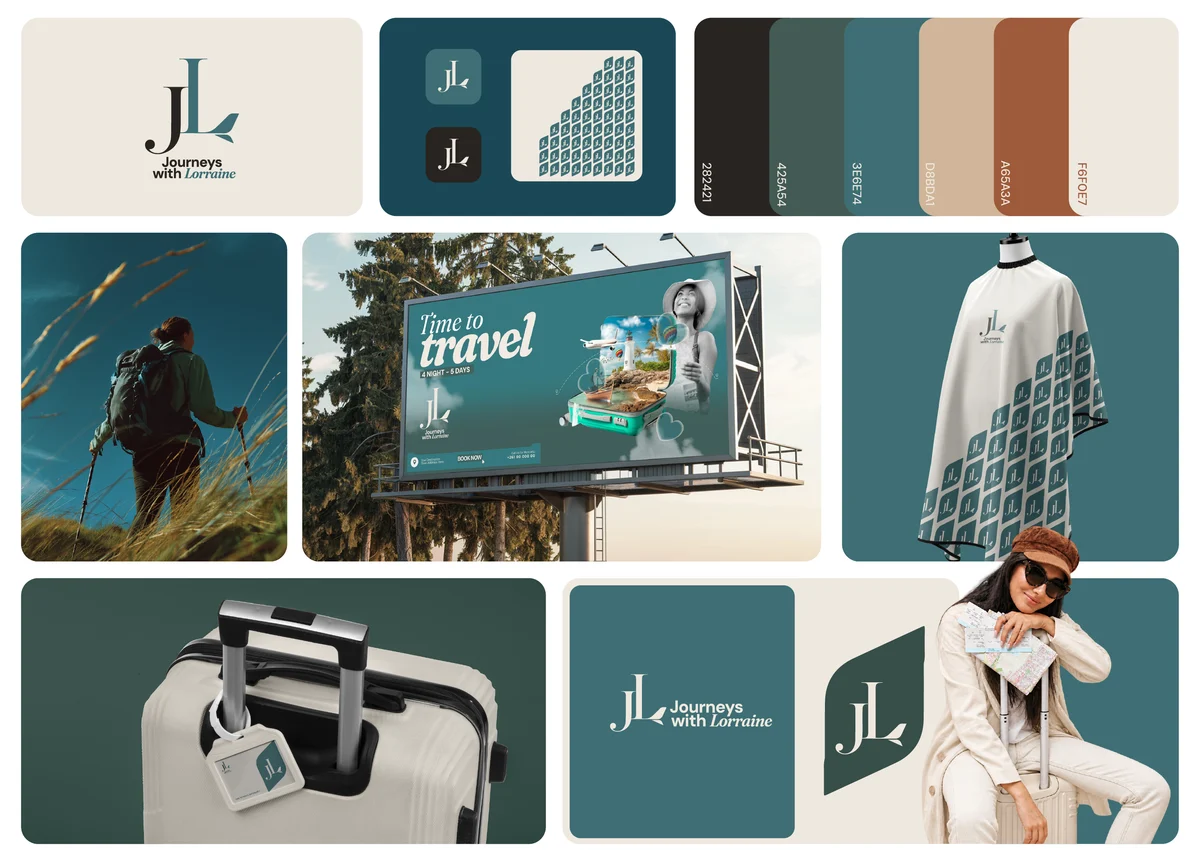 JL
Journeys
with Lorraine
JL
JL
282421
425A54
3E6E74
D8BDA1
A65A3A
F6F0E7
Time to
travel
4 NIGHT - 5 DAYS
JL
Journeys
with Lorraine
BOOK NOW
JL
Journeys
with Lorraine
JL
JL
Journeys
with Lorraine
JL